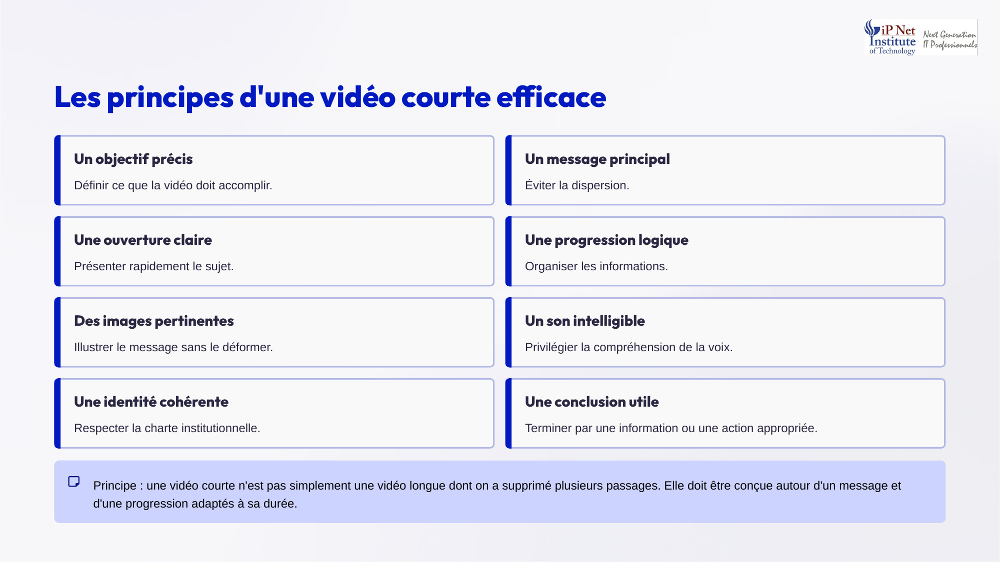 iP Net
Institute
of Technology
Next Generation
IT Professionnels
Les principes d'une vidéo courte efficace
Un objectif précis
Définir ce que la vidéo doit accomplir.
Un message principal
Éviter la dispersion.
Une ouverture claire
Présenter rapidement le sujet.
Une progression logique
Organiser les informations.
Des images pertinentes
Illustrer le message sans le déformer.
Un son intelligible
Privilégier la compréhension de la voix.
Une identité cohérente
Respecter la charte institutionnelle.
Une conclusion utile
Terminer par une information ou une action appropriée.
Principe : une vidéo courte n'est pas simplement une vidéo longue dont on a supprimé plusieurs passages. Elle doit être conçue autour d'un message et
d'une progression adaptés à sa durée.